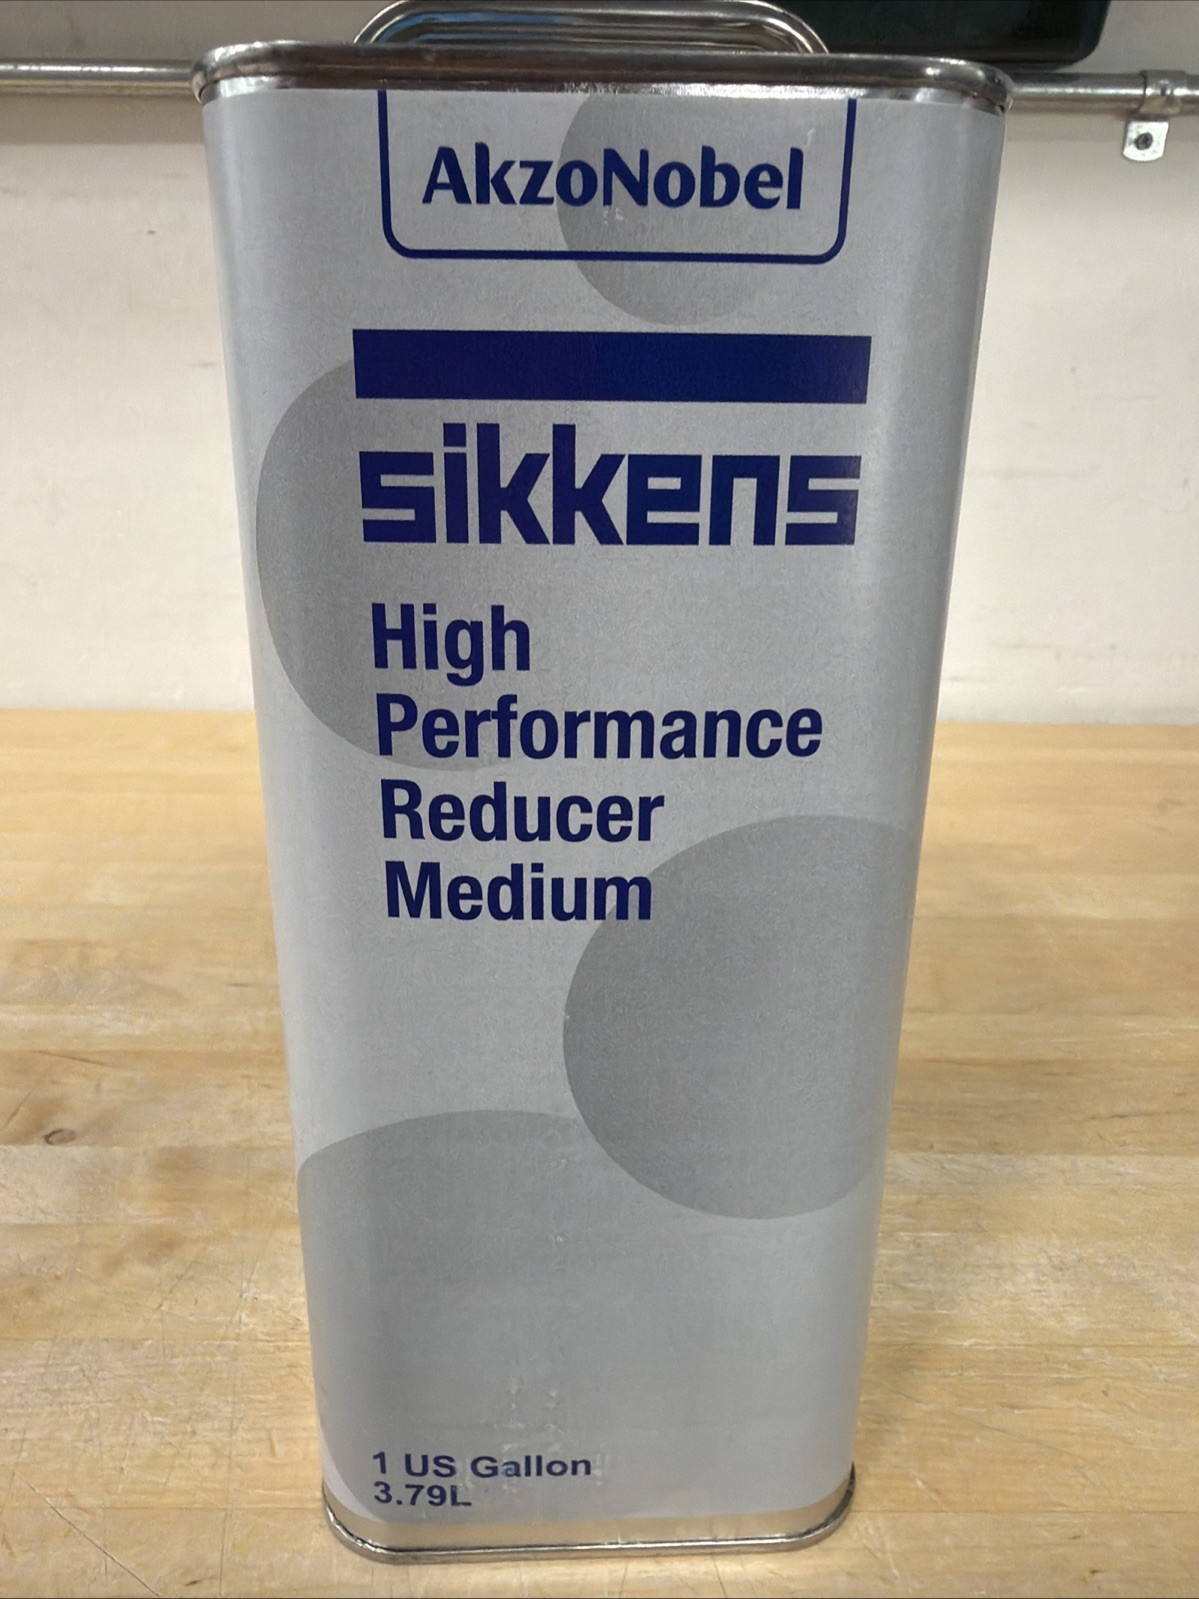 AkzoNobel
sikkens
High
Performance
Reducer
Medium
1 US Gallon
3.79L